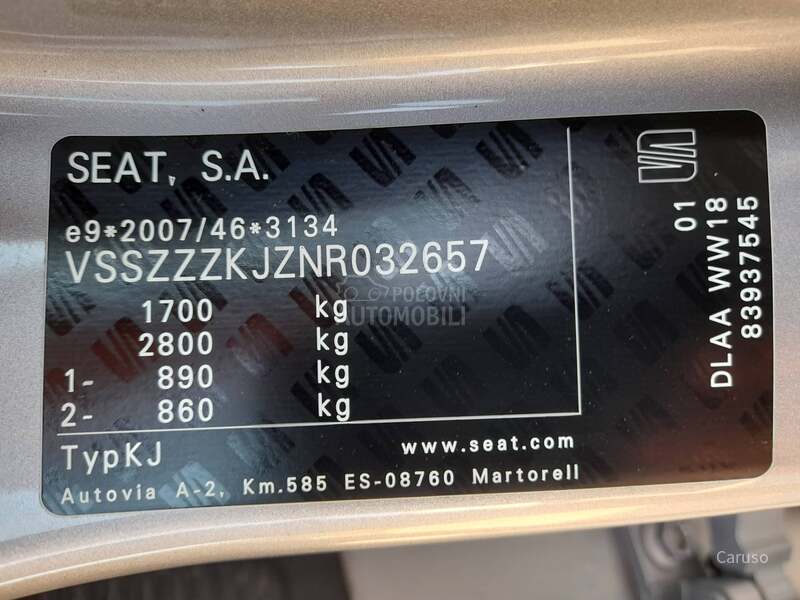 SEAT, S.A.
e9*2007/46*3134
VSSZZZKJZNR032657
1700 kg
2800 kg
1- 890 kg
2- 860 kg
TypKJ
www.seat.com
Autovia A-2, Km.585 ES-08760 Martorell
01
DLAA WW18
83937545
POLOVNI
AUTOMOBILI
Caruso